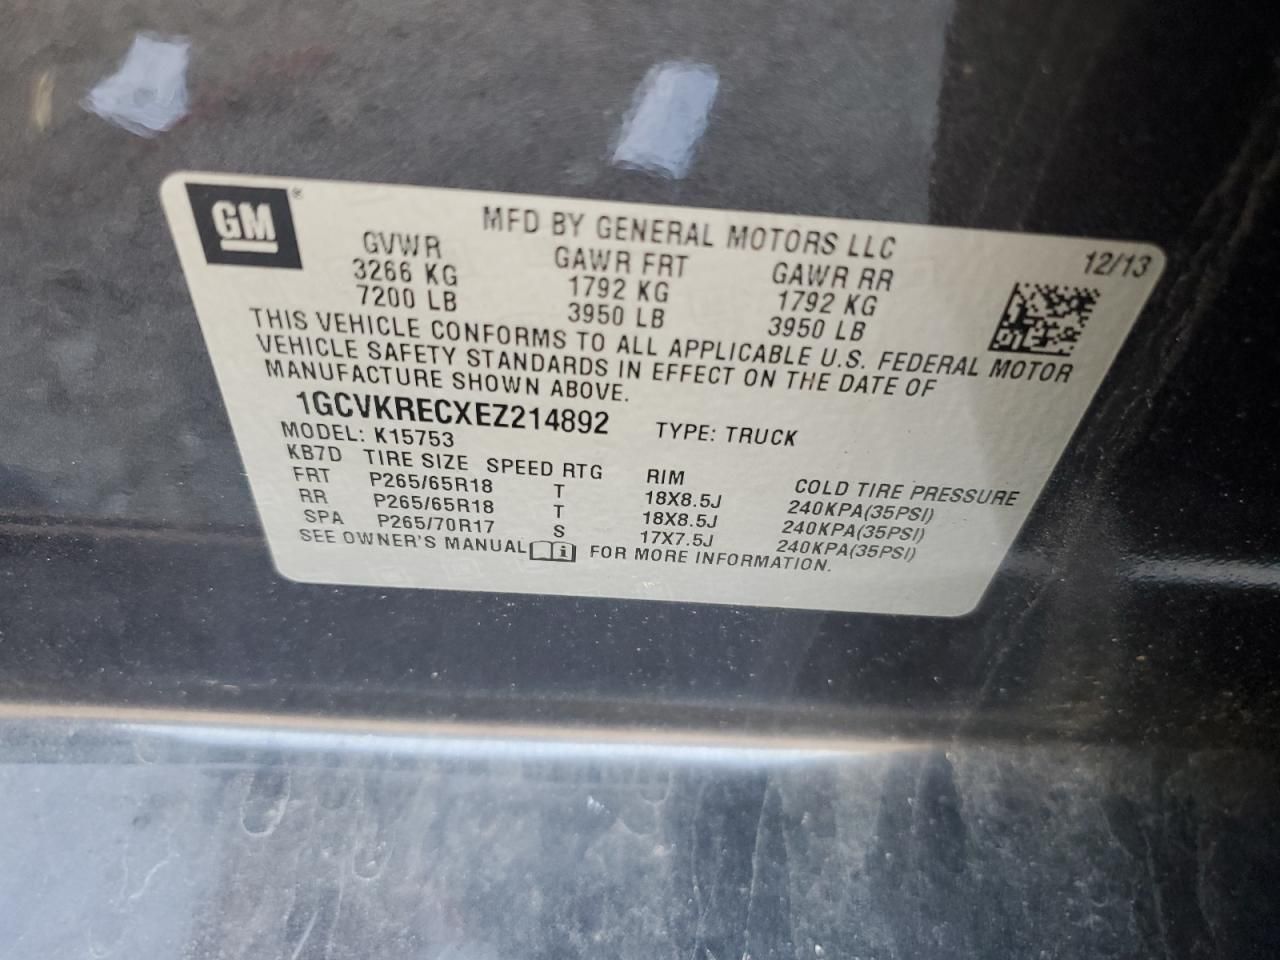 GM ®
MFD BY GENERAL MOTORS LLC
12/13
GVWR GAWR FRT GAWR RR
3266 KG 1792 KG 1792 KG
7200 LB 3950 LB 3950 LB
THIS VEHICLE CONFORMS TO ALL APPLICABLE U.S. FEDERAL MOTOR
VEHICLE SAFETY STANDARDS IN EFFECT ON THE DATE OF
MANUFACTURE SHOWN ABOVE.
1GCVKRECXEZ214892 TYPE: TRUCK
MODEL: K15753
KB7D TIRE SIZE SPEED RTG RIM COLD TIRE PRESSURE
FRT P265/65R18 T 18X8.5J 240KPA(35PSI)
RR P265/65R18 T 18X8.5J 240KPA(35PSI)
SPA P265/70R17 S 17X7.5J 240KPA(35PSI)
SEE OWNER'S MANUAL FOR MORE INFORMATION.